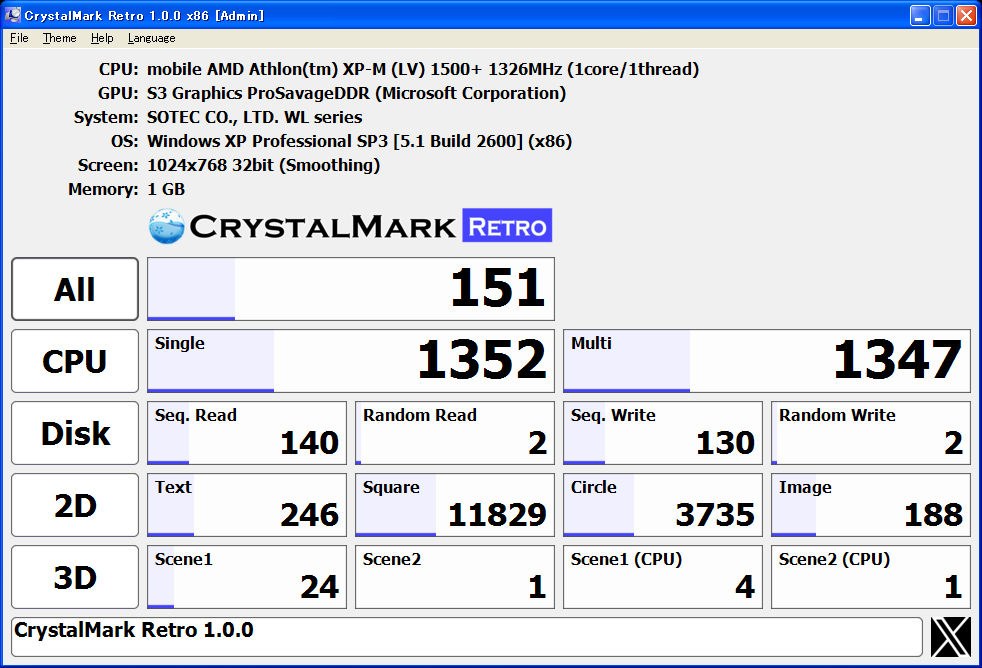 CrystalMark Retro 1.0.0 x86 [Admin]
File Theme Help Language
CPU: mobile AMD Athlon(tm) XP-M (LV) 1500+ 1326MHz (1core/1thread)
GPU: S3 Graphics ProSavageDDR (Microsoft Corporation)
System: SOTEC CO., LTD. WL series
OS: Windows XP Professional SP3 [5.1 Build 2600] (x86)
Screen: 1024x768 32bit (Smoothing)
Memory: 1 GB
CRYSTALMARK RETRO
All 151
CPU Single 1352 Multi 1347
Disk Seq. Read 140 Random Read 2 Seq. Write 130 Random Write 2
2D Text 246 Square 11829 Circle 3735 Image 188
3D Scene1 24 Scene2 1 Scene1 (CPU) 4 Scene2 (CPU) 1
CrystalMark Retro 1.0.0